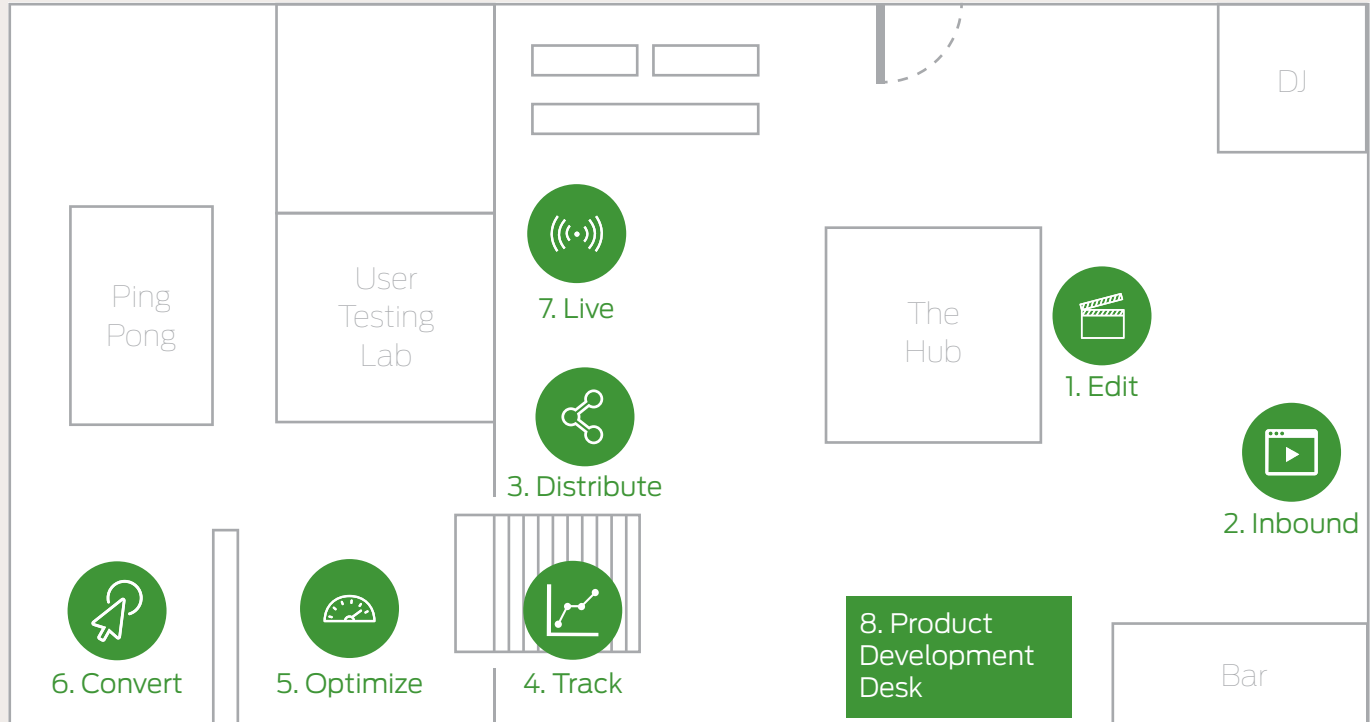 DJ
Ping
Pong
User
Testing
Lab
7. Live
The
Hub
1. Edit
3. Distribute
2. Inbound
6. Convert
5. Optimize
4. Track
8. Product
Development
Desk
Bar